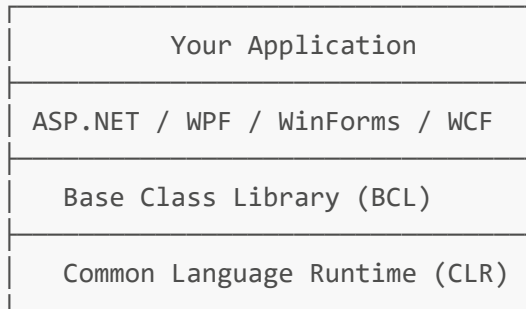 Your Application
ASP.NET / WPF / WinForms / WCF
Base Class Library (BCL)
Common Language Runtime (CLR)